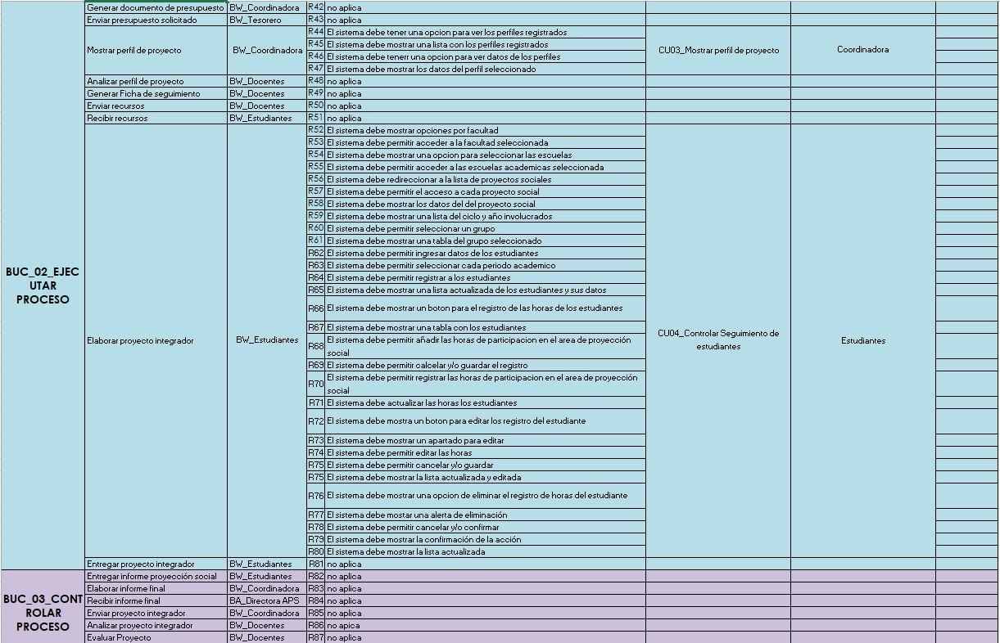 Generar documento de presupuesto BW_Coordinadora R42 no aplica
Enviar presupuesto solicitado BW_Tesorero R43 no aplica
Mostrar perfil de proyecto BW_Coordinadora R44 El sistema debe tener una opcion para ver los perfiles registrados CU03_Mostrar perfil de proyecto Coordinadora
R45 El sistema debe mostrar una lista con los perfiles registrados
R46 El sistema debe tenerr una opcion para ver datos de los perfiles
R47 El sistema debe mostrar los datos del perfil seleccionado
Analizar perfil de proyecto BW_Docentes R48 no aplica
Generar Ficha de seguimiento BW_Docentes R49 no aplica
Enviar recursos BW_Docentes R50 no aplica
Recibir recursos BW_Estudiantes R51 no aplica
BUC_02_EJEC
UTAR
PROCESO
Elaborar proyecto integrador BW_Estudiantes R52 El sistema debe mostrar opciones por facultad CU04_Controlar Seguimiento de
estudiantes Estudiantes
R53 El sistema debe permitir acceder a la facultad seleccionada
R54 El sistema debe mostrar una opcion para seleccionar las escuelas
R55 El sistema debe permitir acceder a las escuelas academicas seleccionada
R56 El sistema debe redireccionar a la lista de proyectos sociales
R57 El sistema debe permitir el acceso a cada proyecto social
R58 El sistema debe mostrar los datos del del proyecto social
R59 El sistema debe mostrar una lista del ciclo y año involucrados
R60 El sistema debe permitir seleccionar un grupo
R61 El sistema debe mostrar una tabla del grupo seleccionado
R62 El sistema debe permitir ingresar datos de los estudiantes
R63 El sistema debe permitir seleccionar cada periodo academico
R64 El sistema debe permitir registrar a los estudiantes
R65 El sistema debe mostrar una lista actualizada de los estudiantes y sus datos
R66 El sistema debe mostrar un boton para el registro de las horas de los estudiantes
R67 El sistema debe mostrar una tabla con los estudiantes
R68 El sistema debe permitir añadir las horas de participacion en el area de proyección
social
R69 El sistema debe permitir calcelar y/o guardar el registro
R70 El sistema debe permitir registrar las horas de participacion en el area de proyección
social
R71 El sistema debe actualizar las horas los estudiantes
R72 El sistema debe mostra un boton para editar los registro del estudiante
R73 El sistema debe mostrar un apartado para editar
R74 El sistema debe permitir editar las horas
R75 El sistema debe permitir cancelar y/o guardar
R75 El sistema debe mostrar la lista actualizada y editada
R76 El sistema debe mostrar una opcion de eliminar el registro de horas del estudiante
R77 El sistema debe mostar una alerta de eliminación
R78 El sistema debe permitir cancelar y/o confirmar
R79 El sistema debe mostrar la confirmación de la acción
R80 El sistema debe mostrar la lista actualizada
Entregar proyecto integrador BW_Estudiantes R81 no aplica
BUC_03_CONT
ROLAR
PROCESO
Entregar informe proyección social BW_Estudiantes R82 no aplica
Elaborar informe final BW_Coordinadora R83 no aplica
Recibir informe final BA_Directora APS R84 no aplica
Enviar proyecto integrador BW_Coordinadora R85 no aplica
Analizar proyecto integrador BW_Docentes R86 no apica
Evaluar Proyecto BW_Docentes R87 no aplica